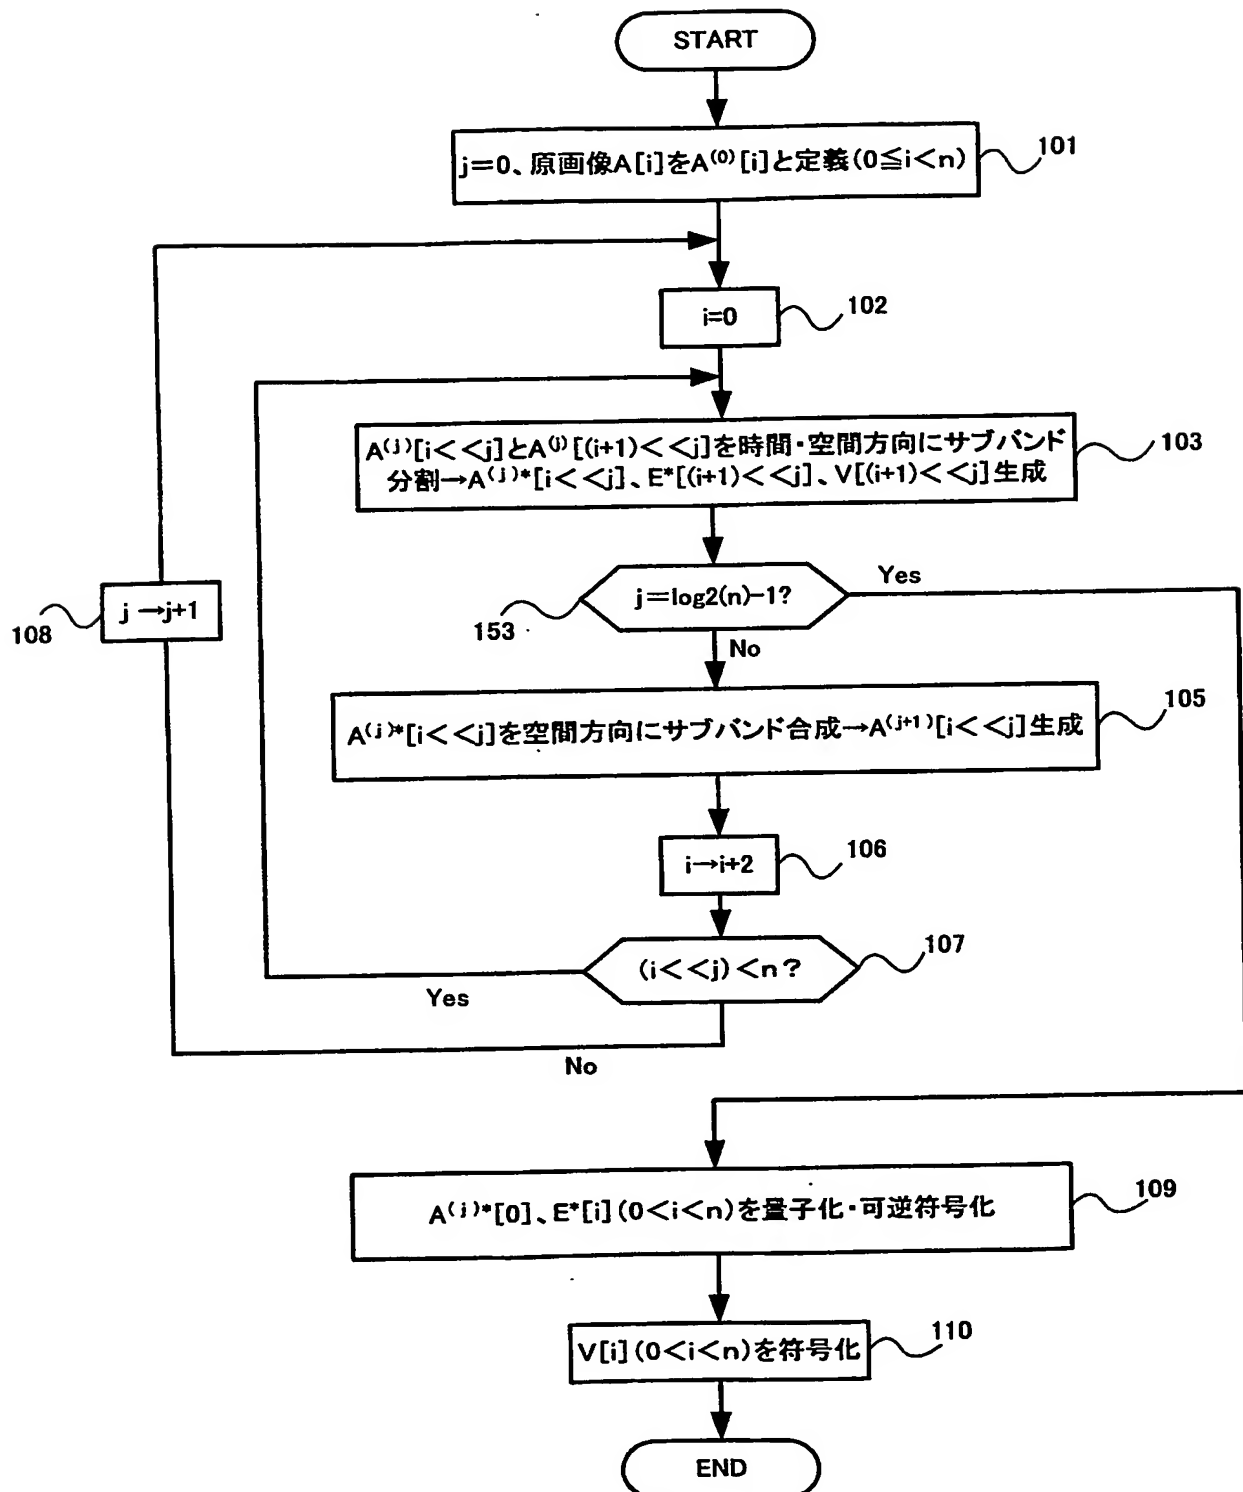 START
j=0、原画像A[i]をA⁽⁰⁾[i]と定義(0≦i<n)
101
i=0
102
A⁽ʲ⁾[i<<j]とA⁽ʲ⁾[(i+1)<<j]を時間・空間方向にサブバンド
分割→A⁽ʲ⁾*[i<<j]、E*[(i+1)<<j]、V[(i+1)<<j]生成
103
j=log2(n)-1?
Yes
153
No
j→j+1
108
A⁽ʲ⁾*[i<<j]を空間方向にサブバンド合成→A⁽ʲ⁺¹⁾[i<<j]生成
105
i→i+2
106
(i<<j)<n?
107
Yes
No
A⁽ʲ⁾*[0]、E*[i](0<i<n)を量子化・可逆符号化
109
V[i](0<i<n)を符号化
110
END